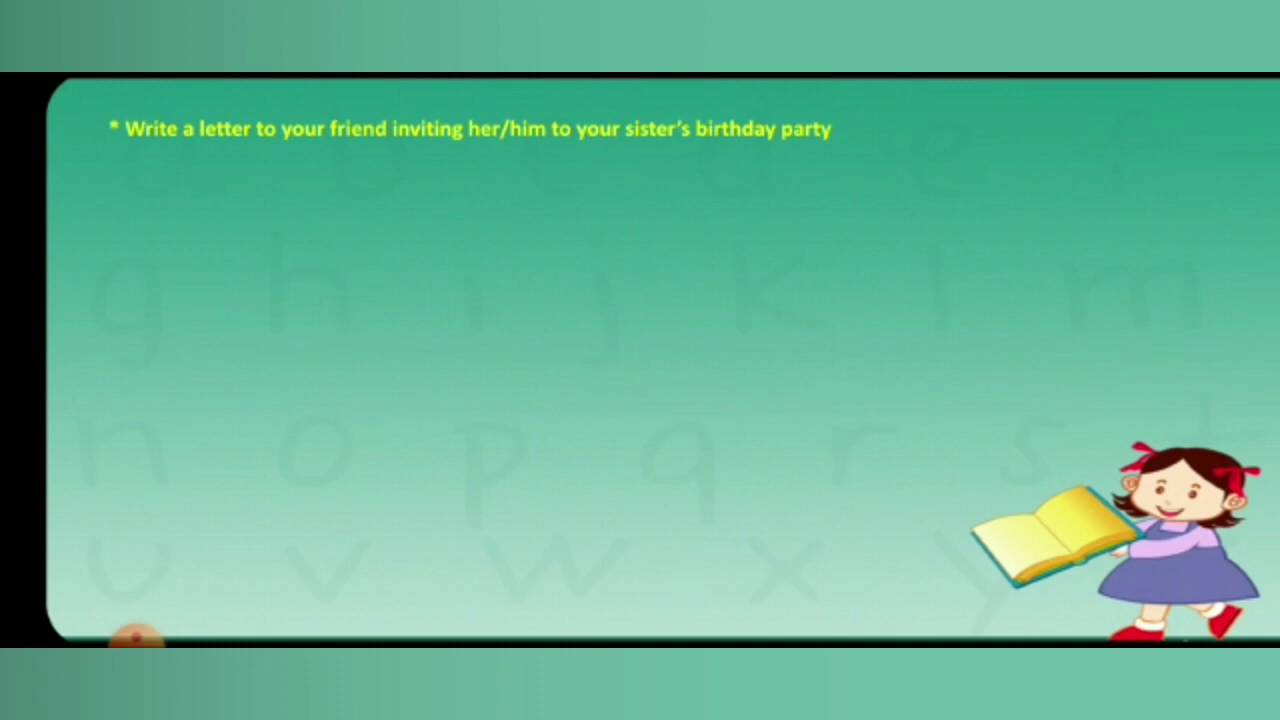 * Write a letter to your friend inviting her/him to your sister's birthday party
a b c d e f
g h i j k l m
n o p q r s t
u v w x y